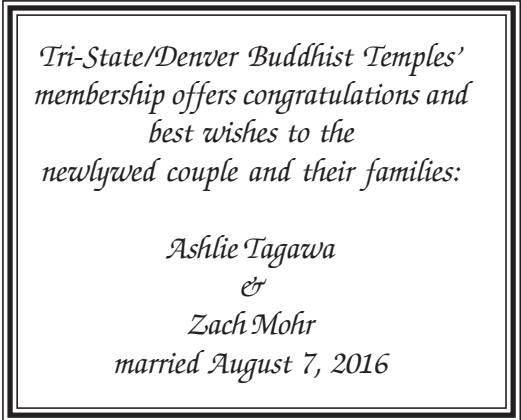 Tri-State/Denver Buddhist Temples’
membership offers congratulations and
best wishes to the
newlywed couple and their families:
Ashlie Tagawa
&
Zach Mohr
married August 7, 2016